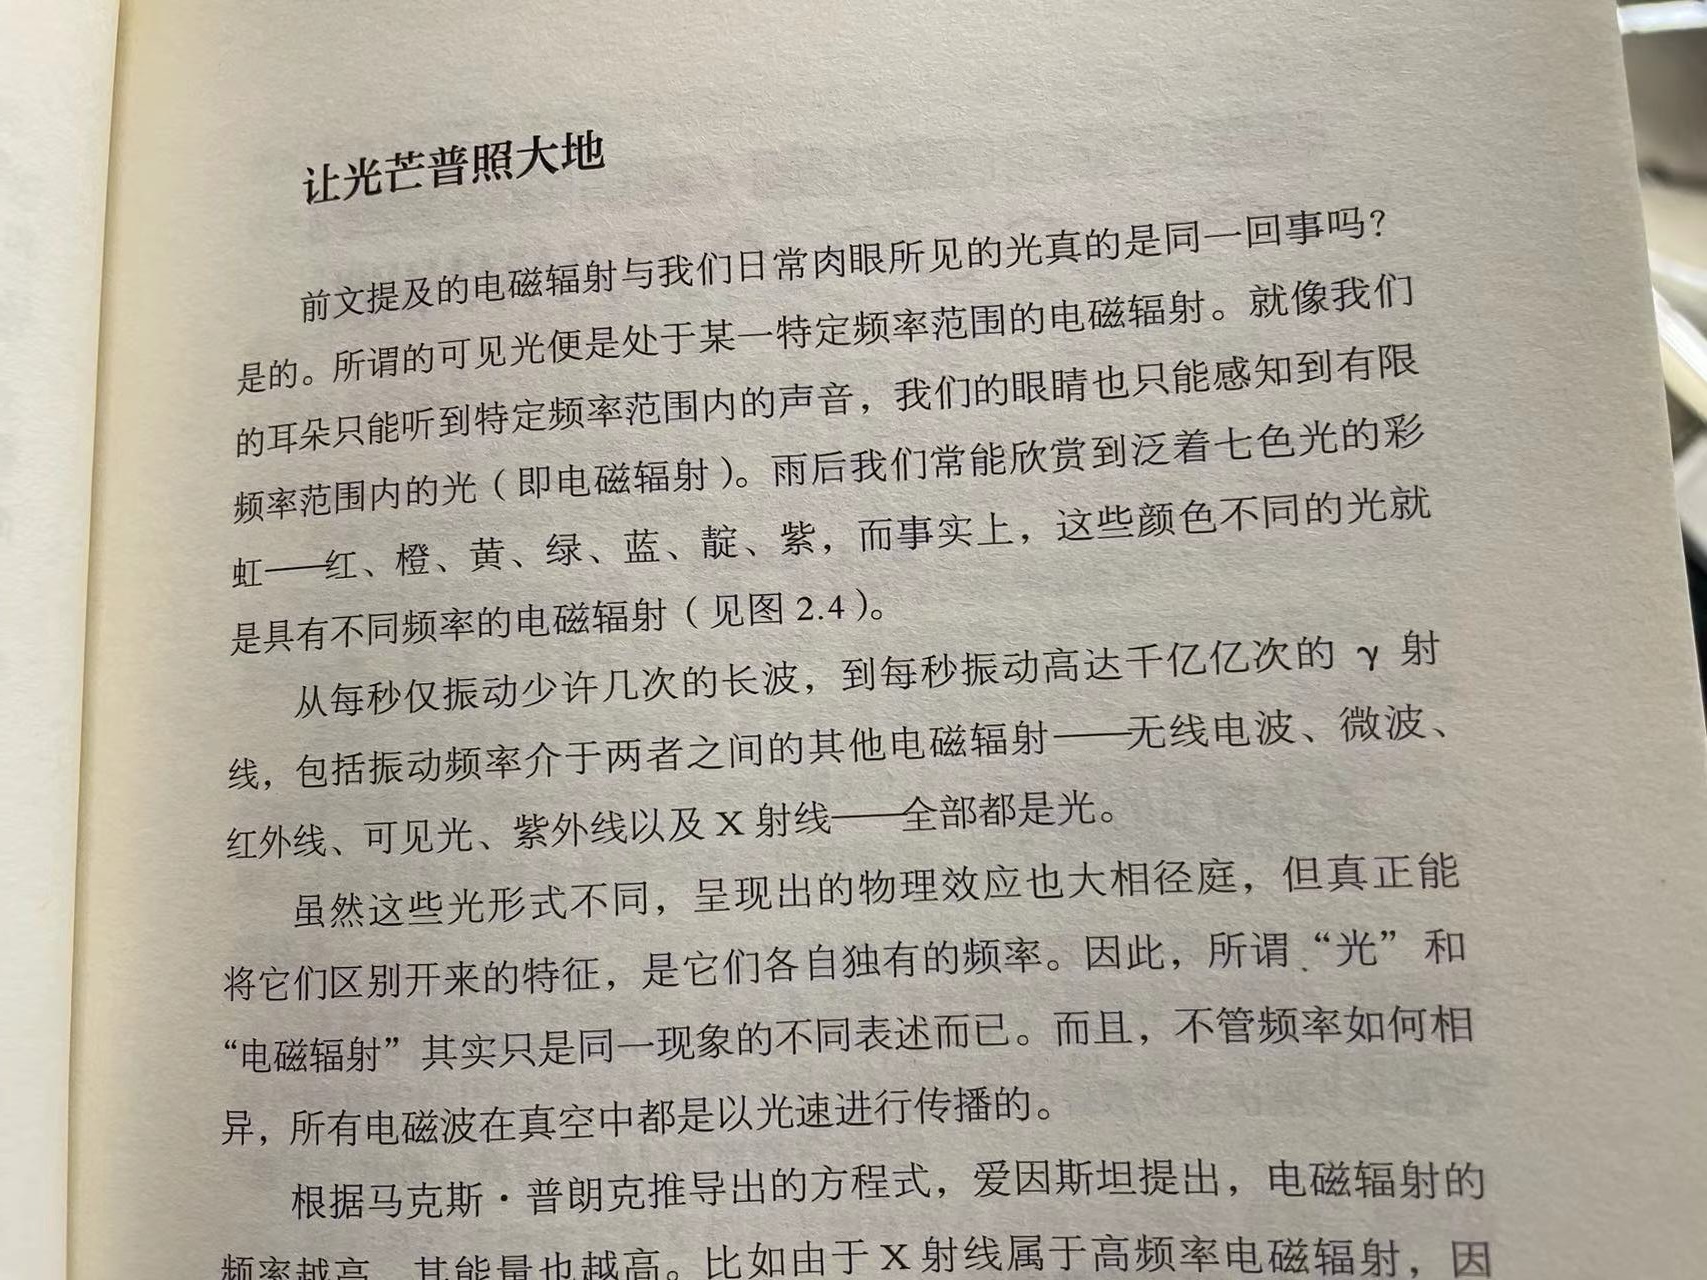 让光芒普照大地
前文提及的电磁辐射与我们日常肉眼所见的光真的是同一回事吗？
是的。所谓的可见光便是处于某一特定频率范围的电磁辐射。就像我们
的耳朵只能听到特定频率范围内的声音，我们的眼睛也只能感知到有限
频率范围内的光（即电磁辐射）。雨后我们常能欣赏到泛着七色光的彩
虹——红、橙、黄、绿、蓝、靛、紫，而事实上，这些颜色不同的光就
是具有不同频率的电磁辐射（见图2.4）。
从每秒仅振动少许几次的长波，到每秒振动高达千亿亿次的 γ 射
线，包括振动频率介于两者之间的其他电磁辐射——无线电波、微波、
红外线、可见光、紫外线以及 X 射线——全部都是光。
虽然这些光形式不同，呈现出的物理效应也大相径庭，但真正能
将它们区别开来的特征，是它们各自独有的频率。因此，所谓“光”和
“电磁辐射”其实只是同一现象的不同表述而已。而且，不管频率如何相
异，所有电磁波在真空中都是以光速进行传播的。
根据马克斯·普朗克推导出的方程式，爱因斯坦提出，电磁辐射的
频率越高，其能量也越高。比如由于 X 射线属于高频率电磁辐射，因